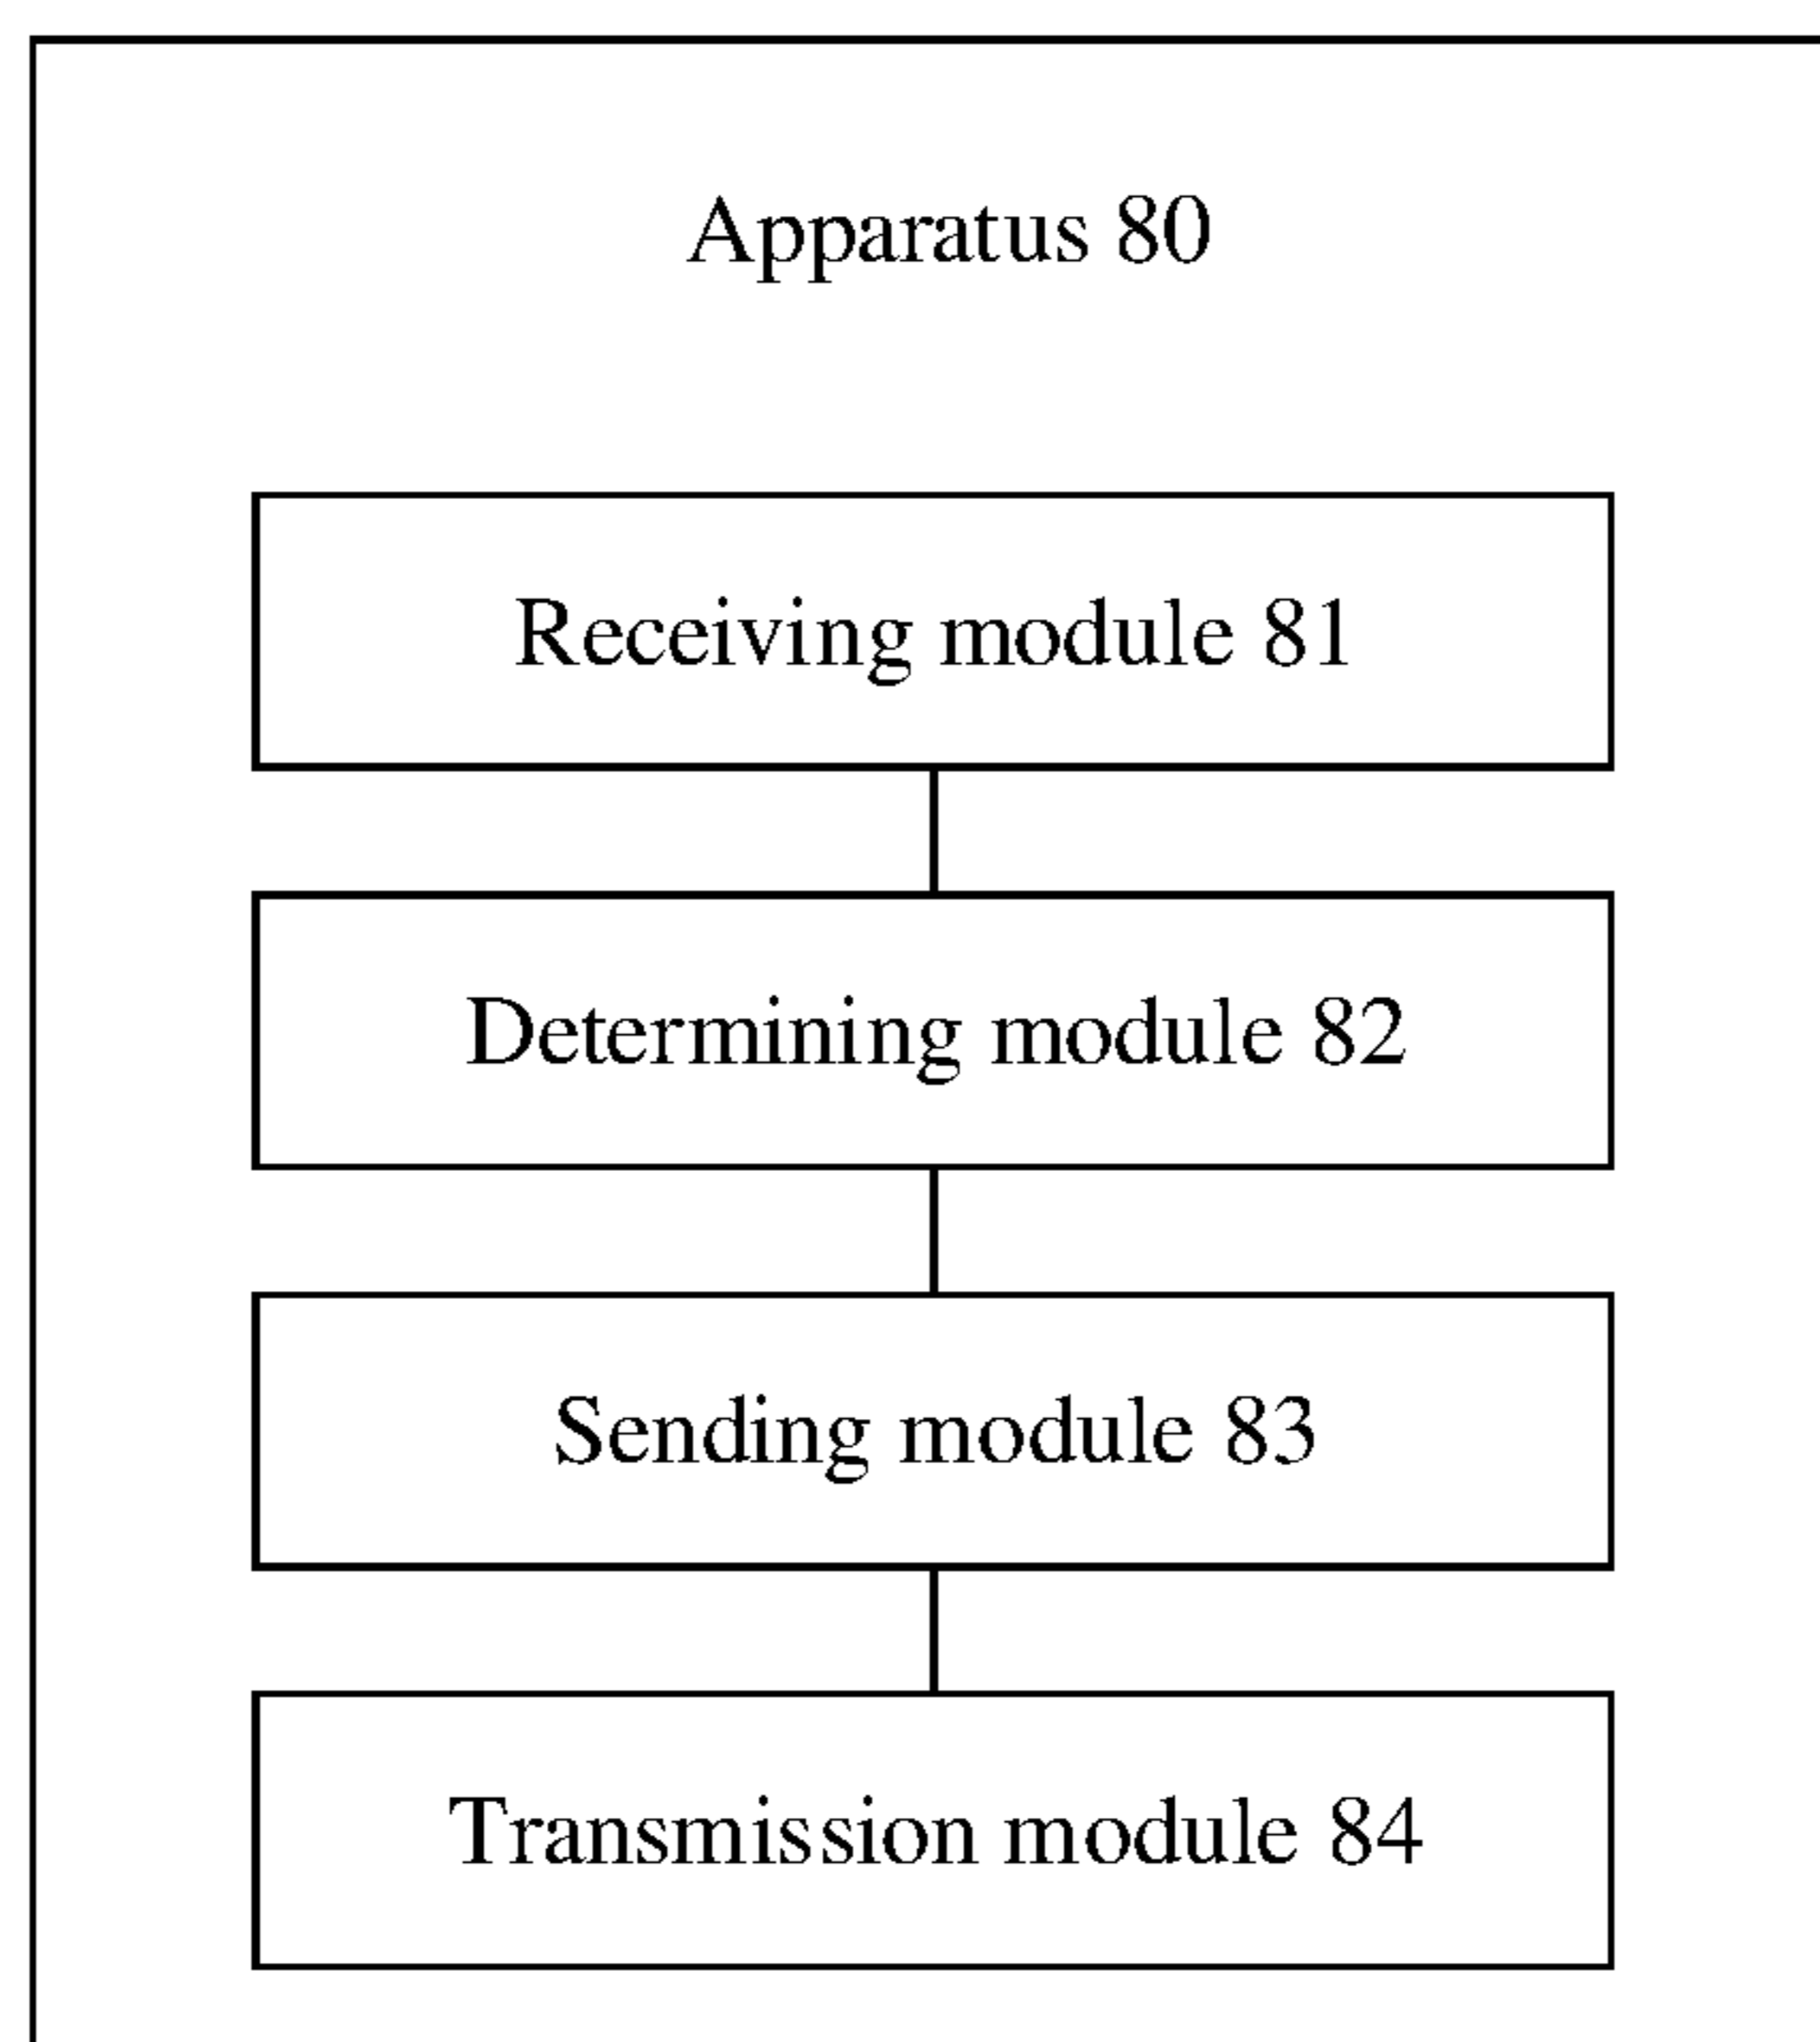 Apparatus 80
Receiving module 81
Determining module 82
Sending module 83
Transmission module 84